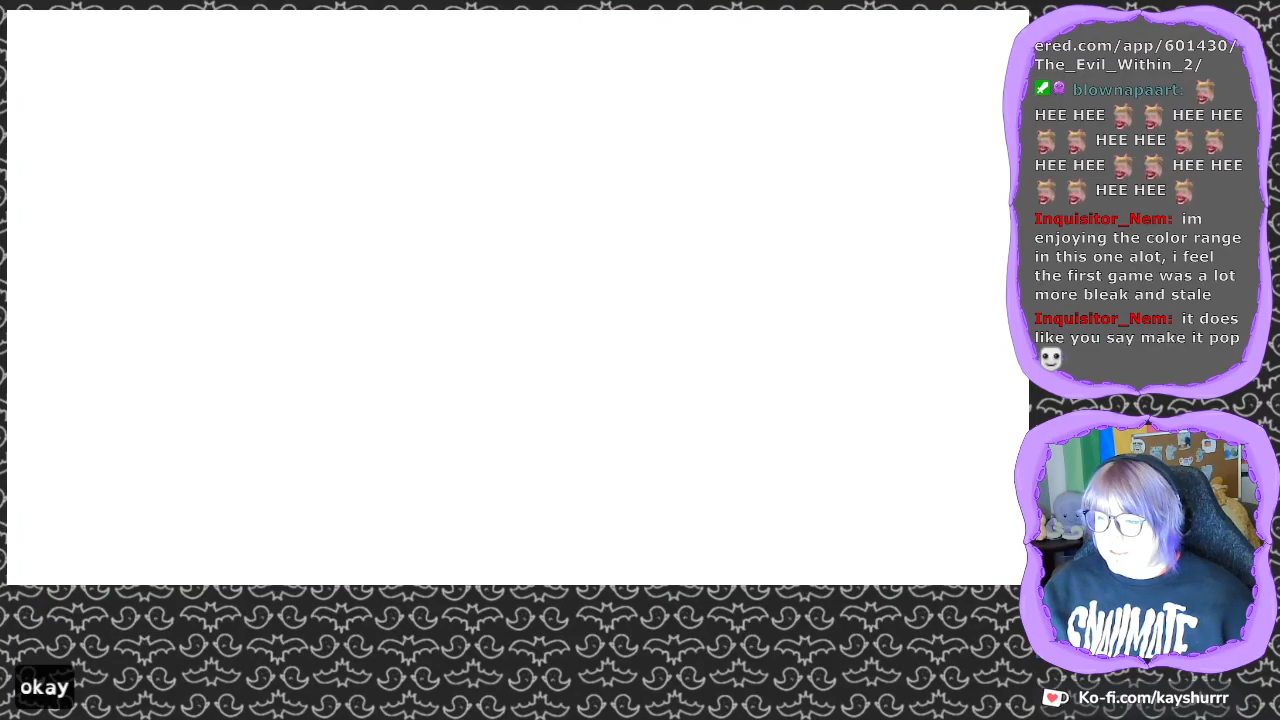 ered.com/app/601430/
The_Evil_Within_2/
blownapaart:
HEE HEE HEE HEE
HEE HEE
HEE HEE HEE HEE
HEE HEE
Inquisitor_Nem: im
enjoying the color range
in this one alot, i feel
the first game was a lot
more bleak and stale
Inquisitor_Nem: it does
like you say make it pop
okay
Ko-fi.com/kayshurrr